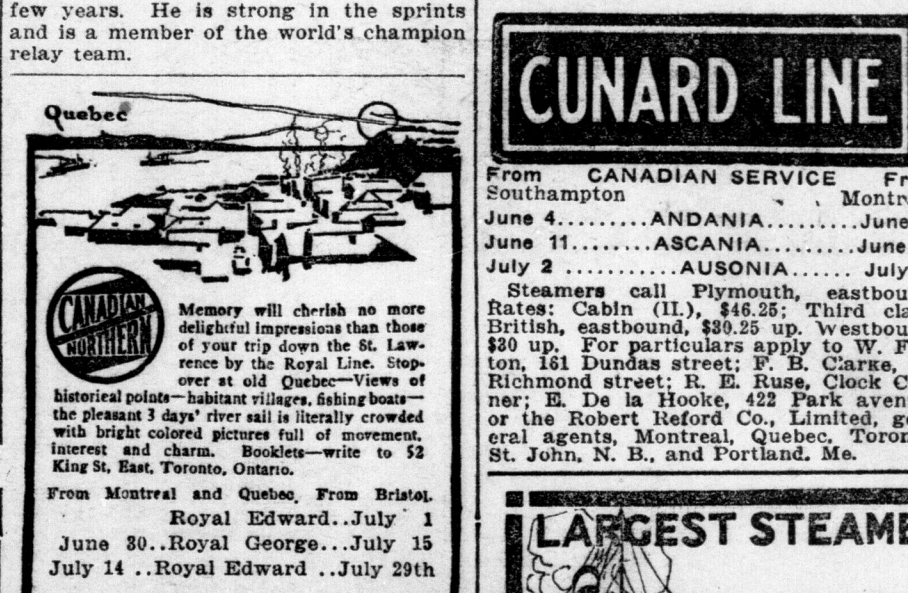 few years. He is strong in the sprints
and is a member of the world's champion
relay team.
Quebec
CANADIAN
NORTHERN
Memory will cherish no more
delightful impressions than those
of your trip down the St. Law-
rence by the Royal Line. Stop-
over at old Quebec—Views of
historical points—habitant villages, fishing boats—
the pleasant 3 days' river sail is literally crowded
with bright colored pictures full of movement,
interest and charm. Booklets—write to 52
King St, East, Toronto, Ontario.
From Montreal and Quebec. From Bristol.
Royal Edward..July 1
June 30..Royal George...July 15
July 14 ..Royal Edward ..July 29th
CUNARD LINE
From CANADIAN SERVICE Fr
Southampton Montr
June 4.........ANDANIA.........June
June 11........ASCANIA.........June
July 2 ...........AUSONIA...... July
Steamers call Plymouth, eastbou
Rates: Cabin (II.), $46.25; Third cla
British, eastbound, $30.25 up. Westbou
$30 up. For particulars apply to W. F
ton, 161 Dundas street; F. B. Clarke,
Richmond street; R. E. Ruse, Clock C
ner; E. De la Hooke, 422 Park aven
or the Robert Reford Co., Limited, ge
eral agents, Montreal, Quebec, Toron
St. John, N. B., and Portland, Me.
LARGEST STEAME